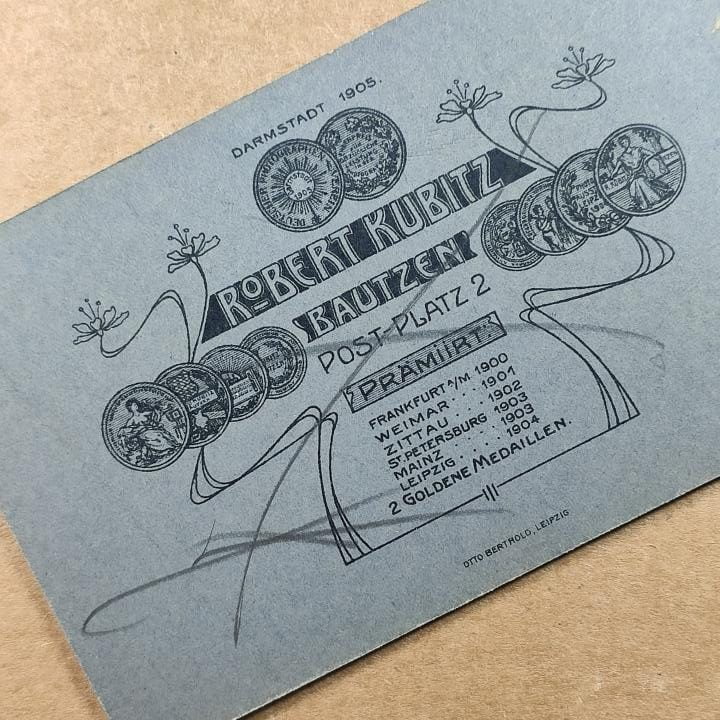 DARMSTADT 1905.
ROBERT KUBITZ
BAUTZEN
POST-PLATZ 2
PRÄMIIRT:
FRANKFURT A/M 1900
WEIMAR . . . 1901
ZITTAU . . . 1902
ST. PETERSBURG 1903
MAINZ . . . . . 1903
LEIPZIG . . . . 1904
2 GOLDENE MEDAILLEN.
OTTO BERTHOLD, LEIPZIG